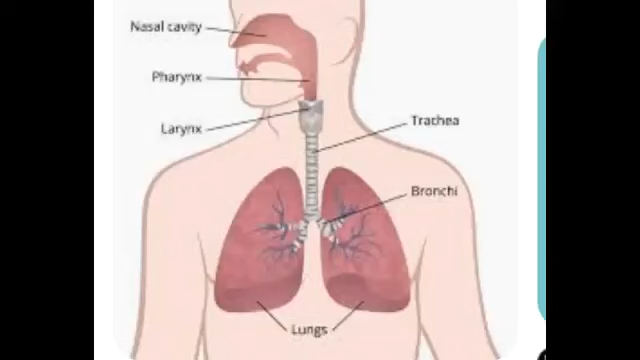 Nasal cavity
Pharynx
Larynx
Trachea
Bronchi
Lungs